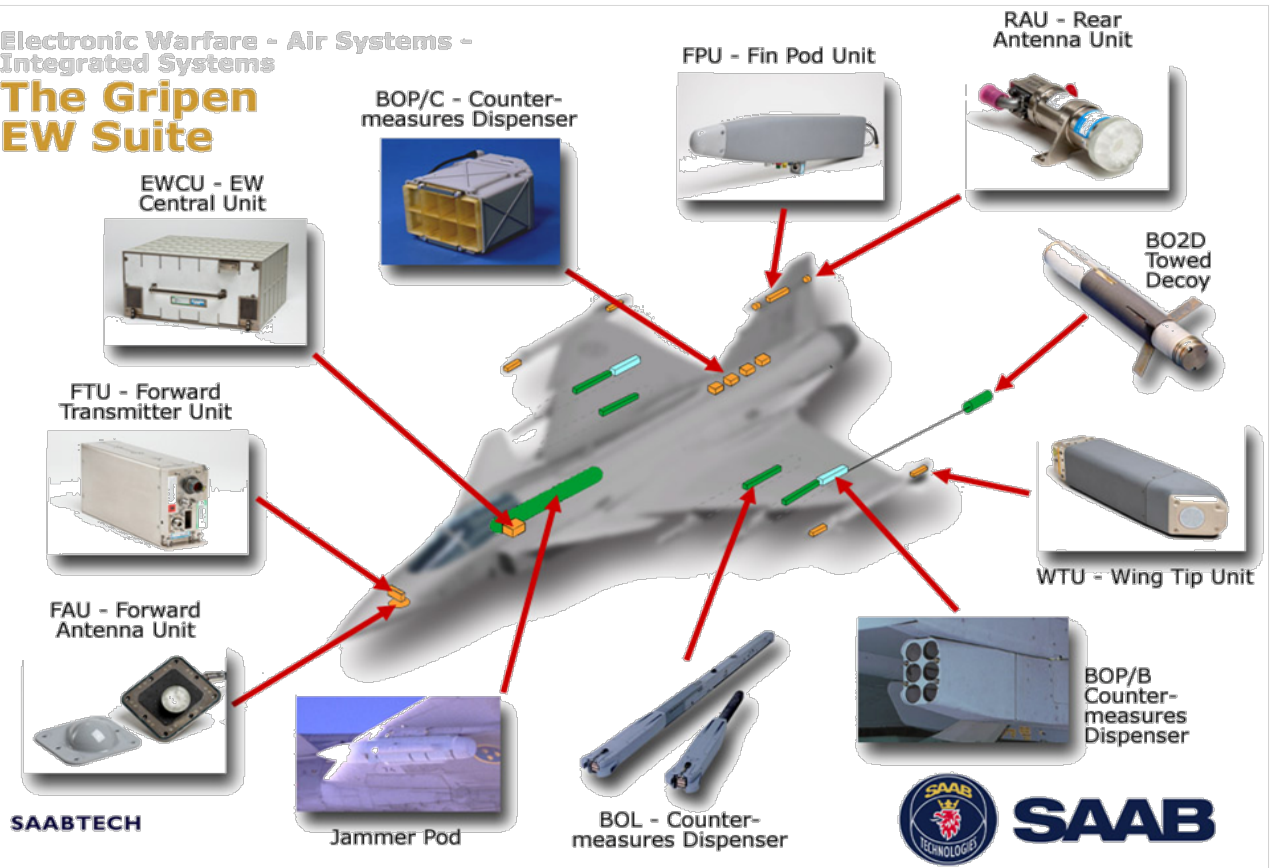 Electronic Warfare - Air Systems -
Integrated Systems
The Gripen
EW Suite
BOP/C - Counter-
measures Dispenser
FPU - Fin Pod Unit
RAU - Rear
Antenna Unit
EWCU - EW
Central Unit
BO2D
Towed
Decoy
FTU - Forward
Transmitter Unit
WTU - Wing Tip Unit
FAU - Forward
Antenna Unit
BOP/B
Counter-
measures
Dispenser
Jammer Pod
BOL - Counter-
measures Dispenser
SAABTECH
SAAB
TECHNOLOGIES
SAAB